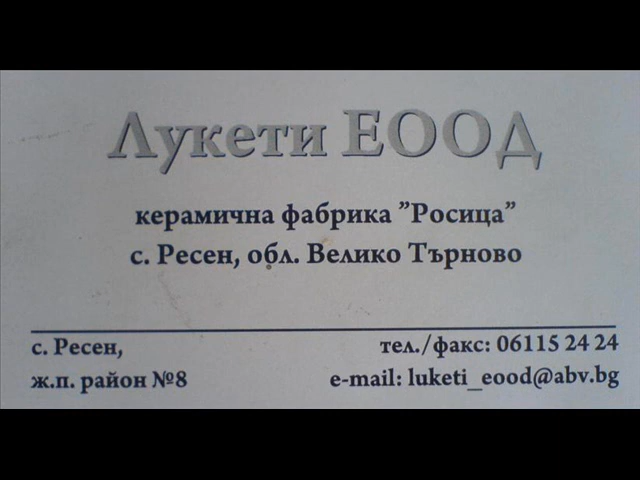 Лукети ЕООД
керамична фабрика ”Росица”
с. Ресен, обл. Велико Търново
с. Ресен,
тел./факс: 06115 24 24
ж.п. район №8
e-mail: luketi_eood@abv.bg